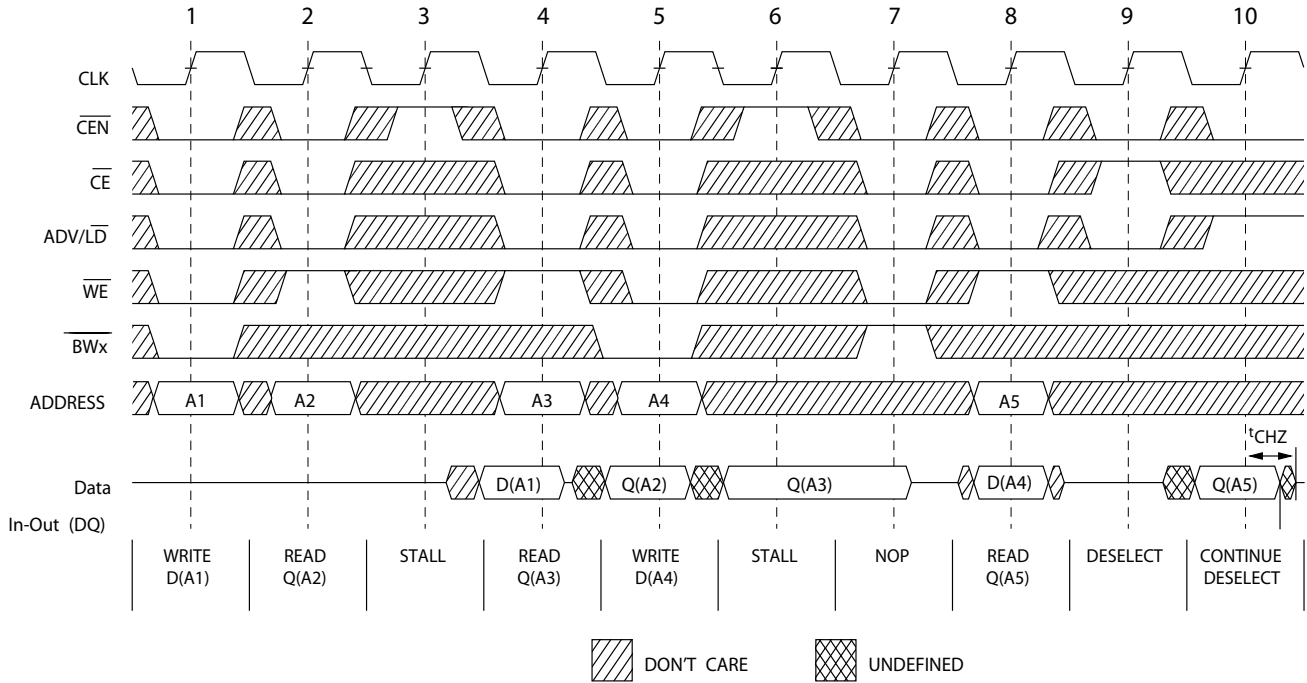 1 2 3 4 5 6 7 8 9 10
CLK
CEN
CE
ADV/LD
WE
BWx
ADDRESS A1 A2 A3 A4 A5
tCHZ
Data D(A1) Q(A2) Q(A3) D(A4) Q(A5)
In-Out (DQ)
WRITE READ STALL READ WRITE STALL NOP READ DESELECT CONTINUE
D(A1) Q(A2) Q(A3) D(A4) Q(A5) DESELECT
DON'T CARE UNDEFINED